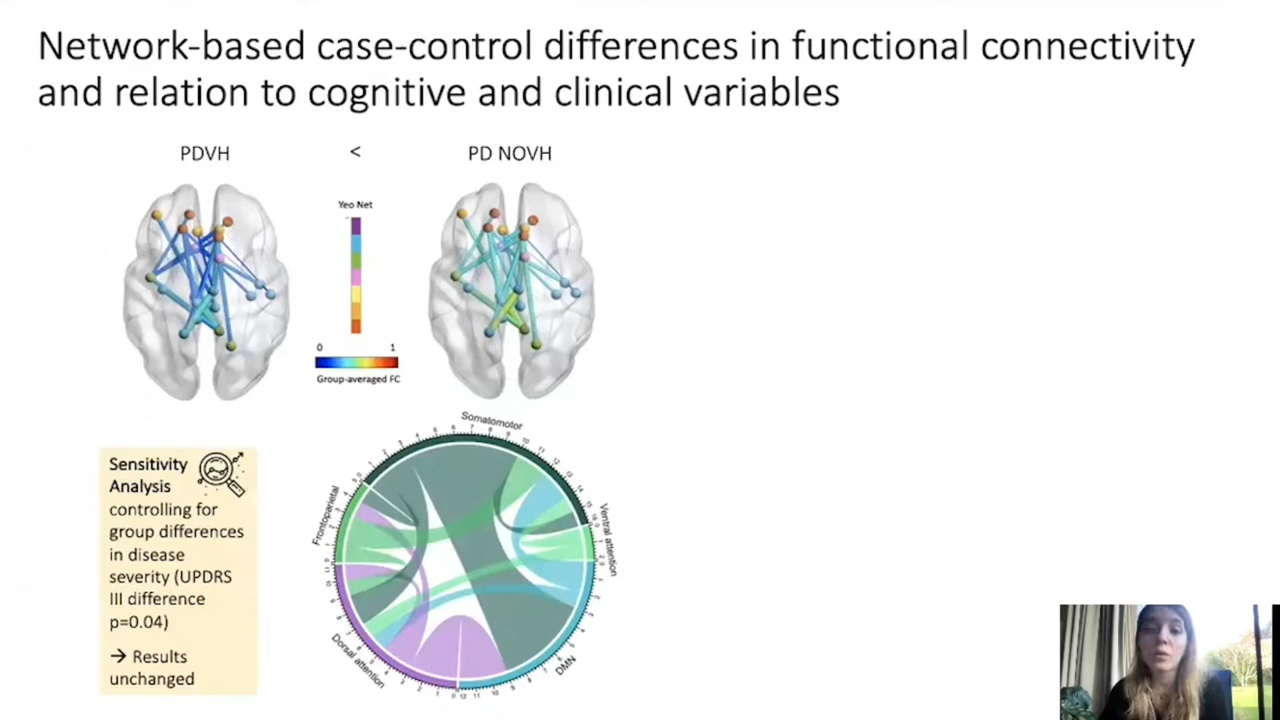 Network-based case-control differences in functional connectivity
and relation to cognitive and clinical variables
PDVH
<
PD NOVH
Yeo Net
0 1
Group-averaged FC
Sensitivity
Analysis
controlling for
group differences
in disease
severity (UPDRS
III difference
p=0.04)
→ Results
unchanged
Somatomotor
Frontoparietal
Ventral attention
Dorsal attention
DMN